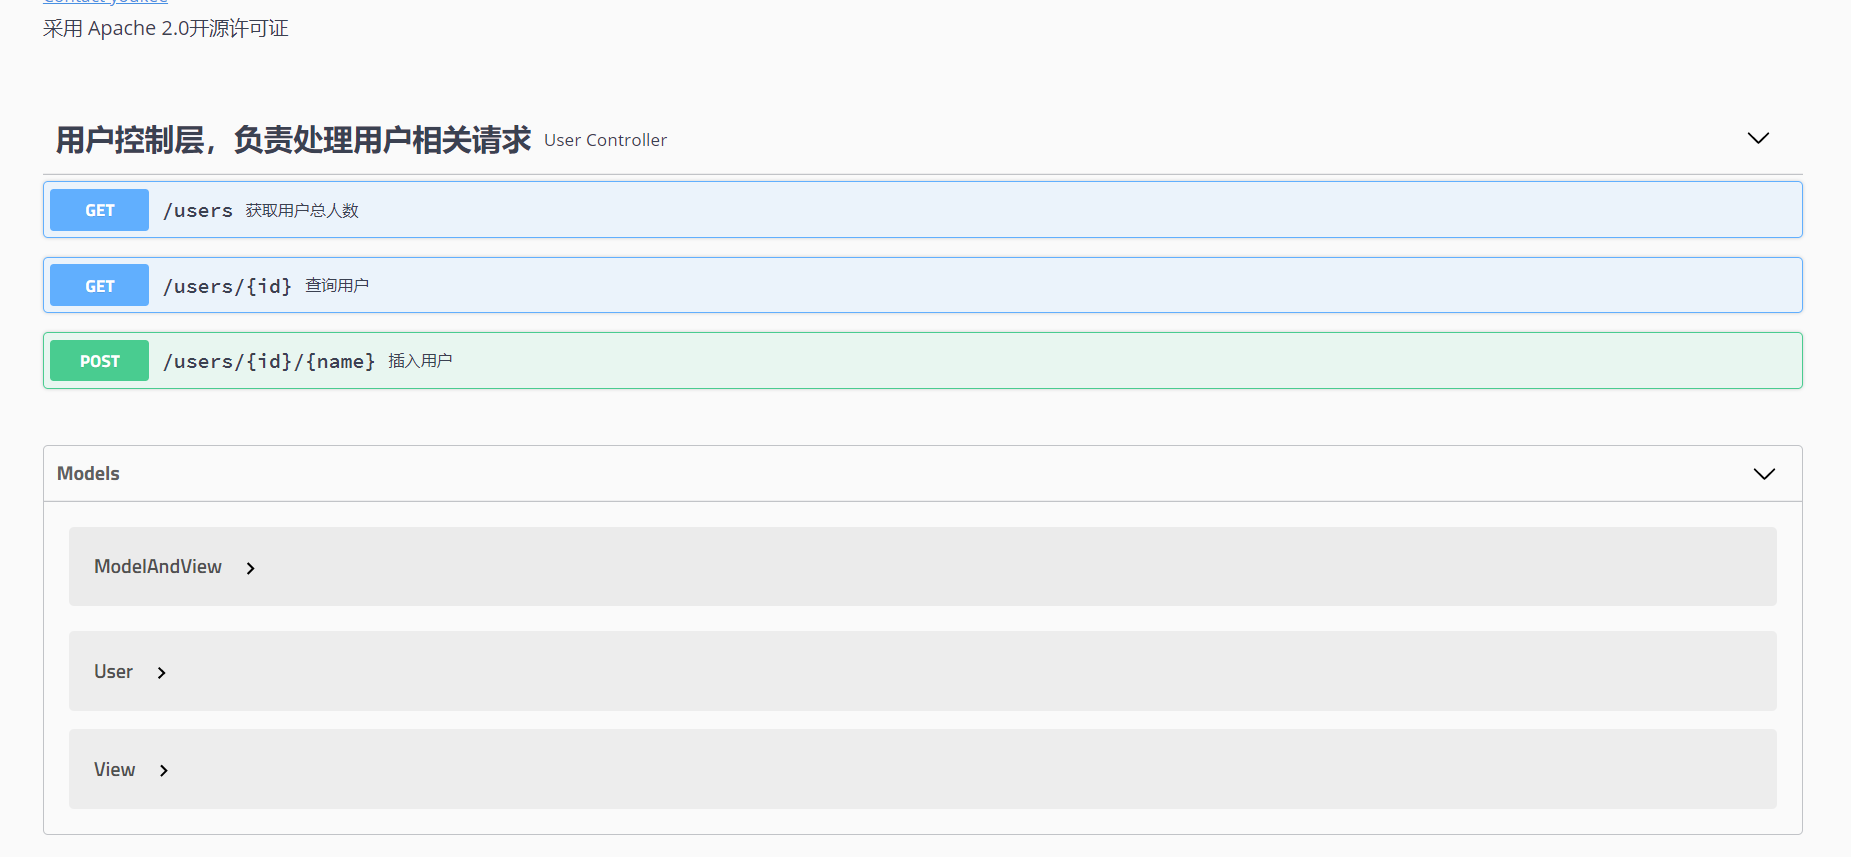 Contact youkee
采用 Apache 2.0开源许可证
用户控制层，负责处理用户相关请求 User Controller
GET /users 获取用户总人数
GET /users/{id} 查询用户
POST /users/{id}/{name} 插入用户
Models
ModelAndView
User
View